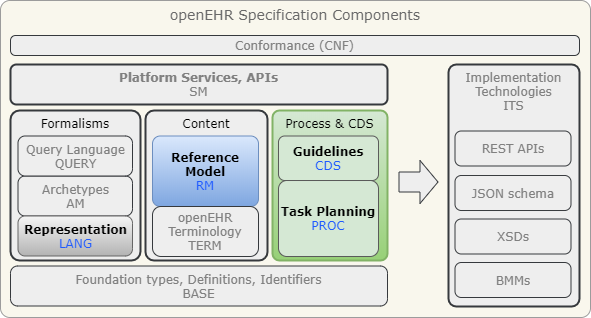 openEHR Specification Components
Conformance (CNF)
Platform Services, APIs
SM
Formalisms
Query Language
QUERY
Archetypes
AM
Representation
LANG
Content
Reference
Model
RM
openEHR
Terminology
TERM
Process & CDS
Guidelines
CDS
Task Planning
PROC
Foundation types, Definitions, Identifiers
BASE
Implementation
Technologies
ITS
REST APIs
JSON schema
XSDs
BMMs